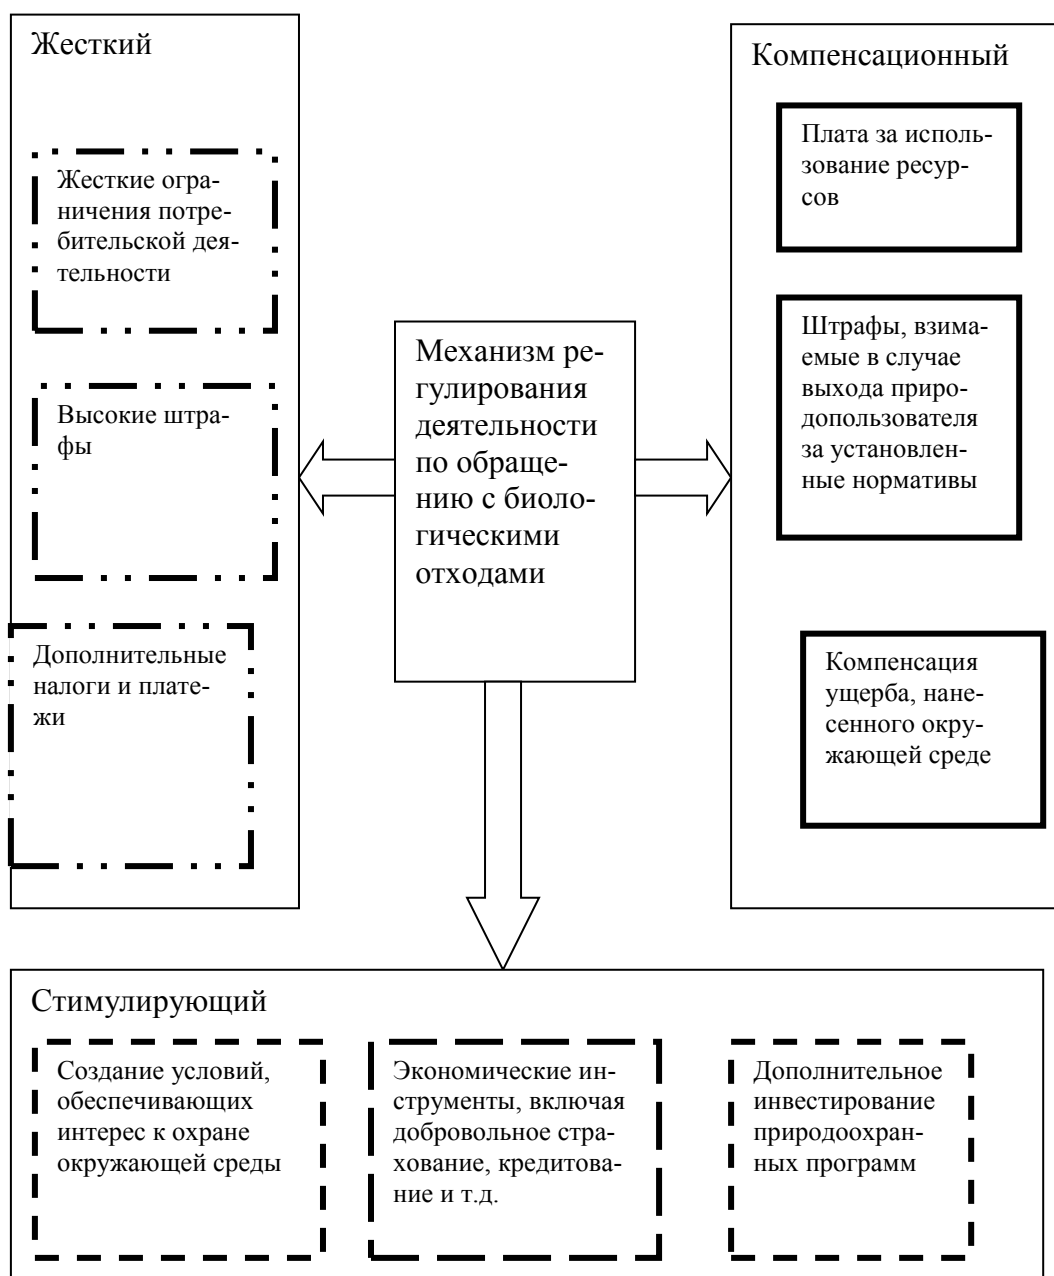 Жесткий
Жесткие огра-
ничения потре-
бительской дея-
тельности
Высокие штра-
фы
Дополнительные
налоги и плате-
жи
Механизм ре-
гулирования
деятельности
по обраще-
нию с биоло-
гическими
отходами
Компенсационный
Плата за исполь-
зование ресур-
сов
Штрафы, взима-
емые в случае
выхода приро-
допользователя
за установлен-
ные нормативы
Компенсация
ущерба, нане-
сенного окру-
жающей среде
Стимулирующий
Создание условий,
обеспечивающих
интерес к охране
окружающей среды
Экономические ин-
струменты, включая
добровольное стра-
хование, кредитова-
ние и т.д.
Дополнительное
инвестирование
природоохран-
ных программ